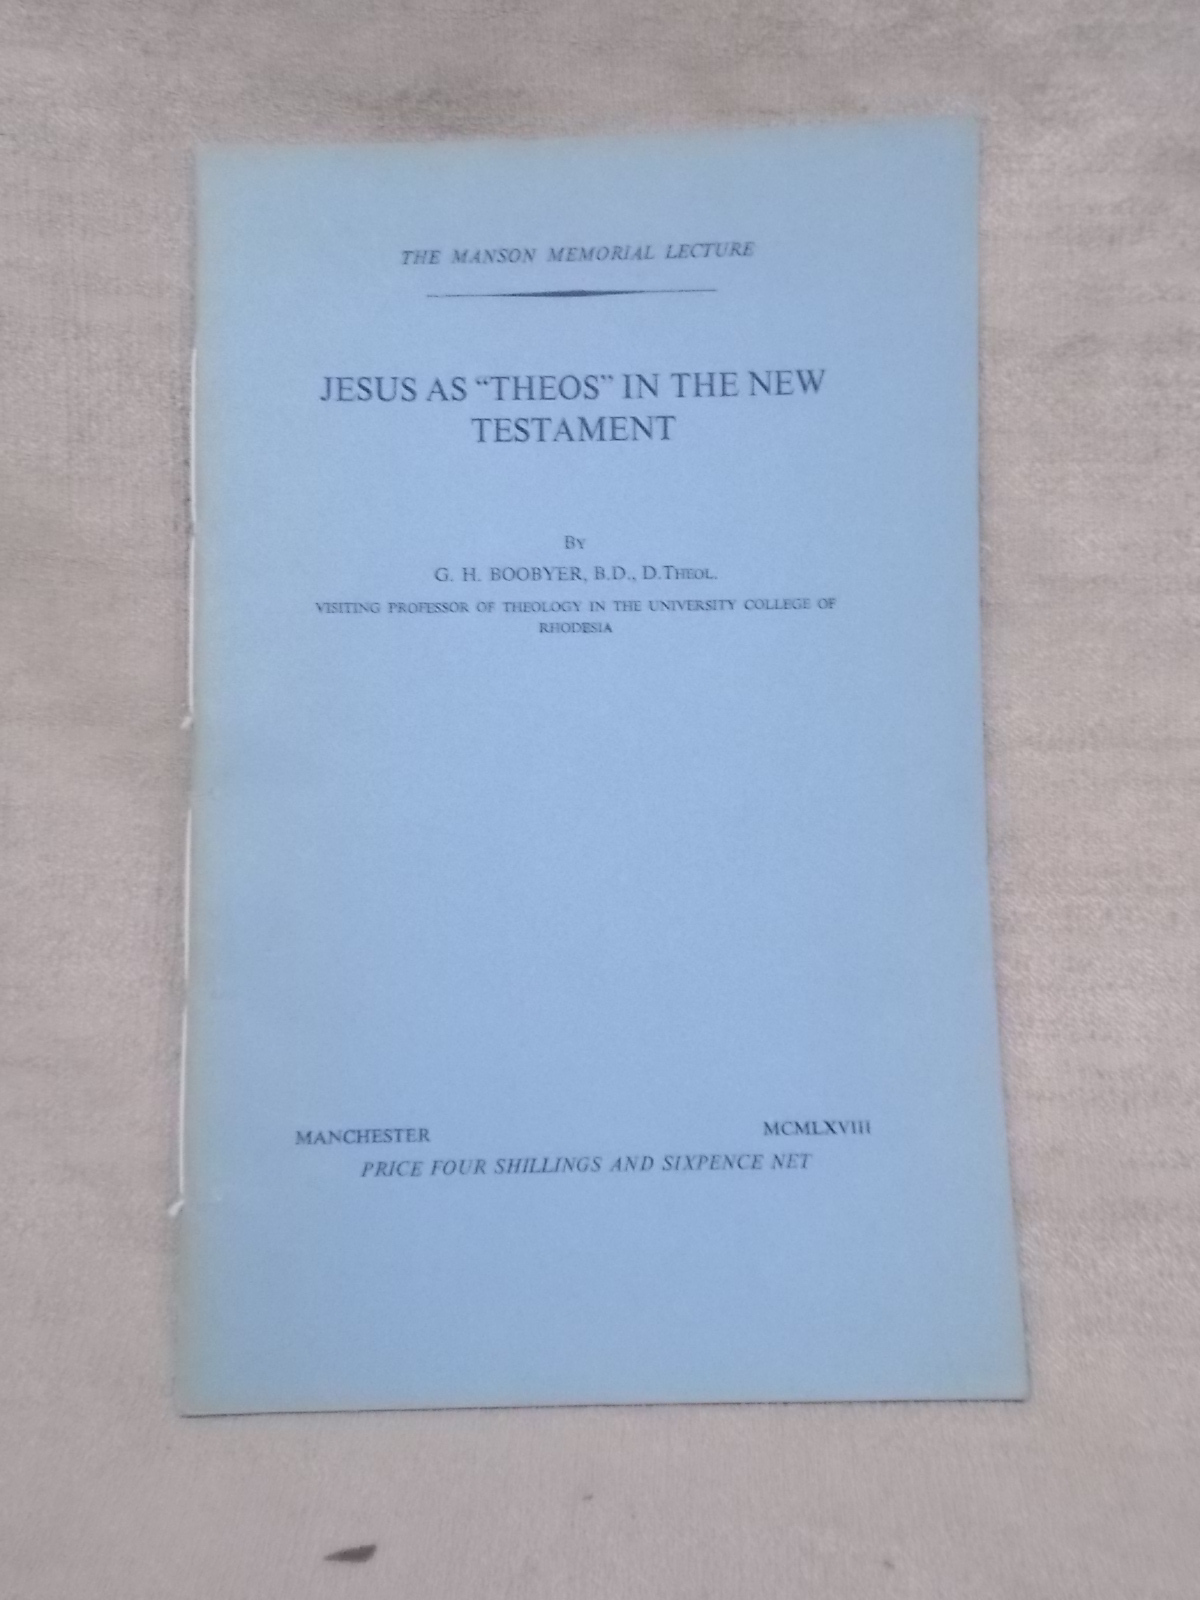 THE MANSON MEMORIAL LECTURE
JESUS AS “THEOS” IN THE NEW
TESTAMENT
By
G. H. BOOBYER, B.D., D.Theol.
VISITING PROFESSOR OF THEOLOGY IN THE UNIVERSITY COLLEGE OF
RHODESIA
MANCHESTER MCMLXVIII
PRICE FOUR SHILLINGS AND SIXPENCE NET